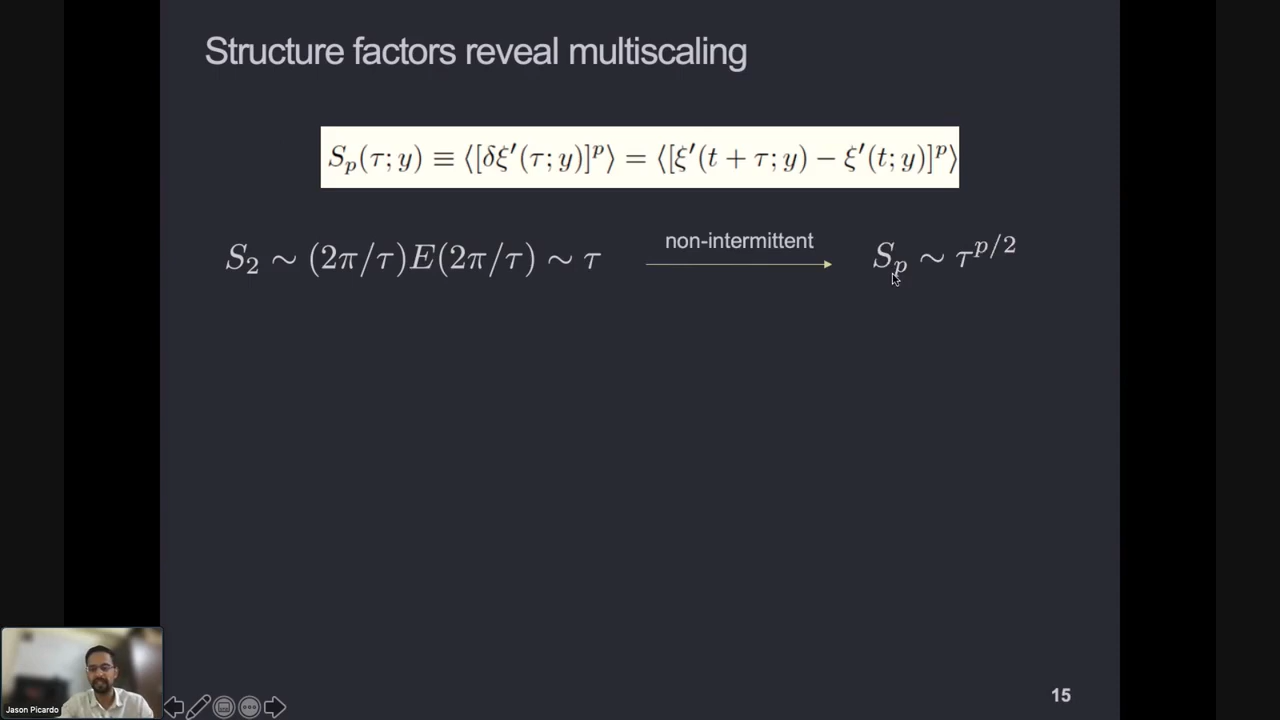 Structure factors reveal multiscaling
S_p(τ; y) ≡ ⟨[δξ′(τ; y)]^p⟩ = ⟨[ξ′(t + τ; y) − ξ′(t; y)]^p⟩
S_2 ∼ (2π/τ)E(2π/τ) ∼ τ
non-intermittent
S_p ∼ τ^{p/2}
15
Jason Picardo